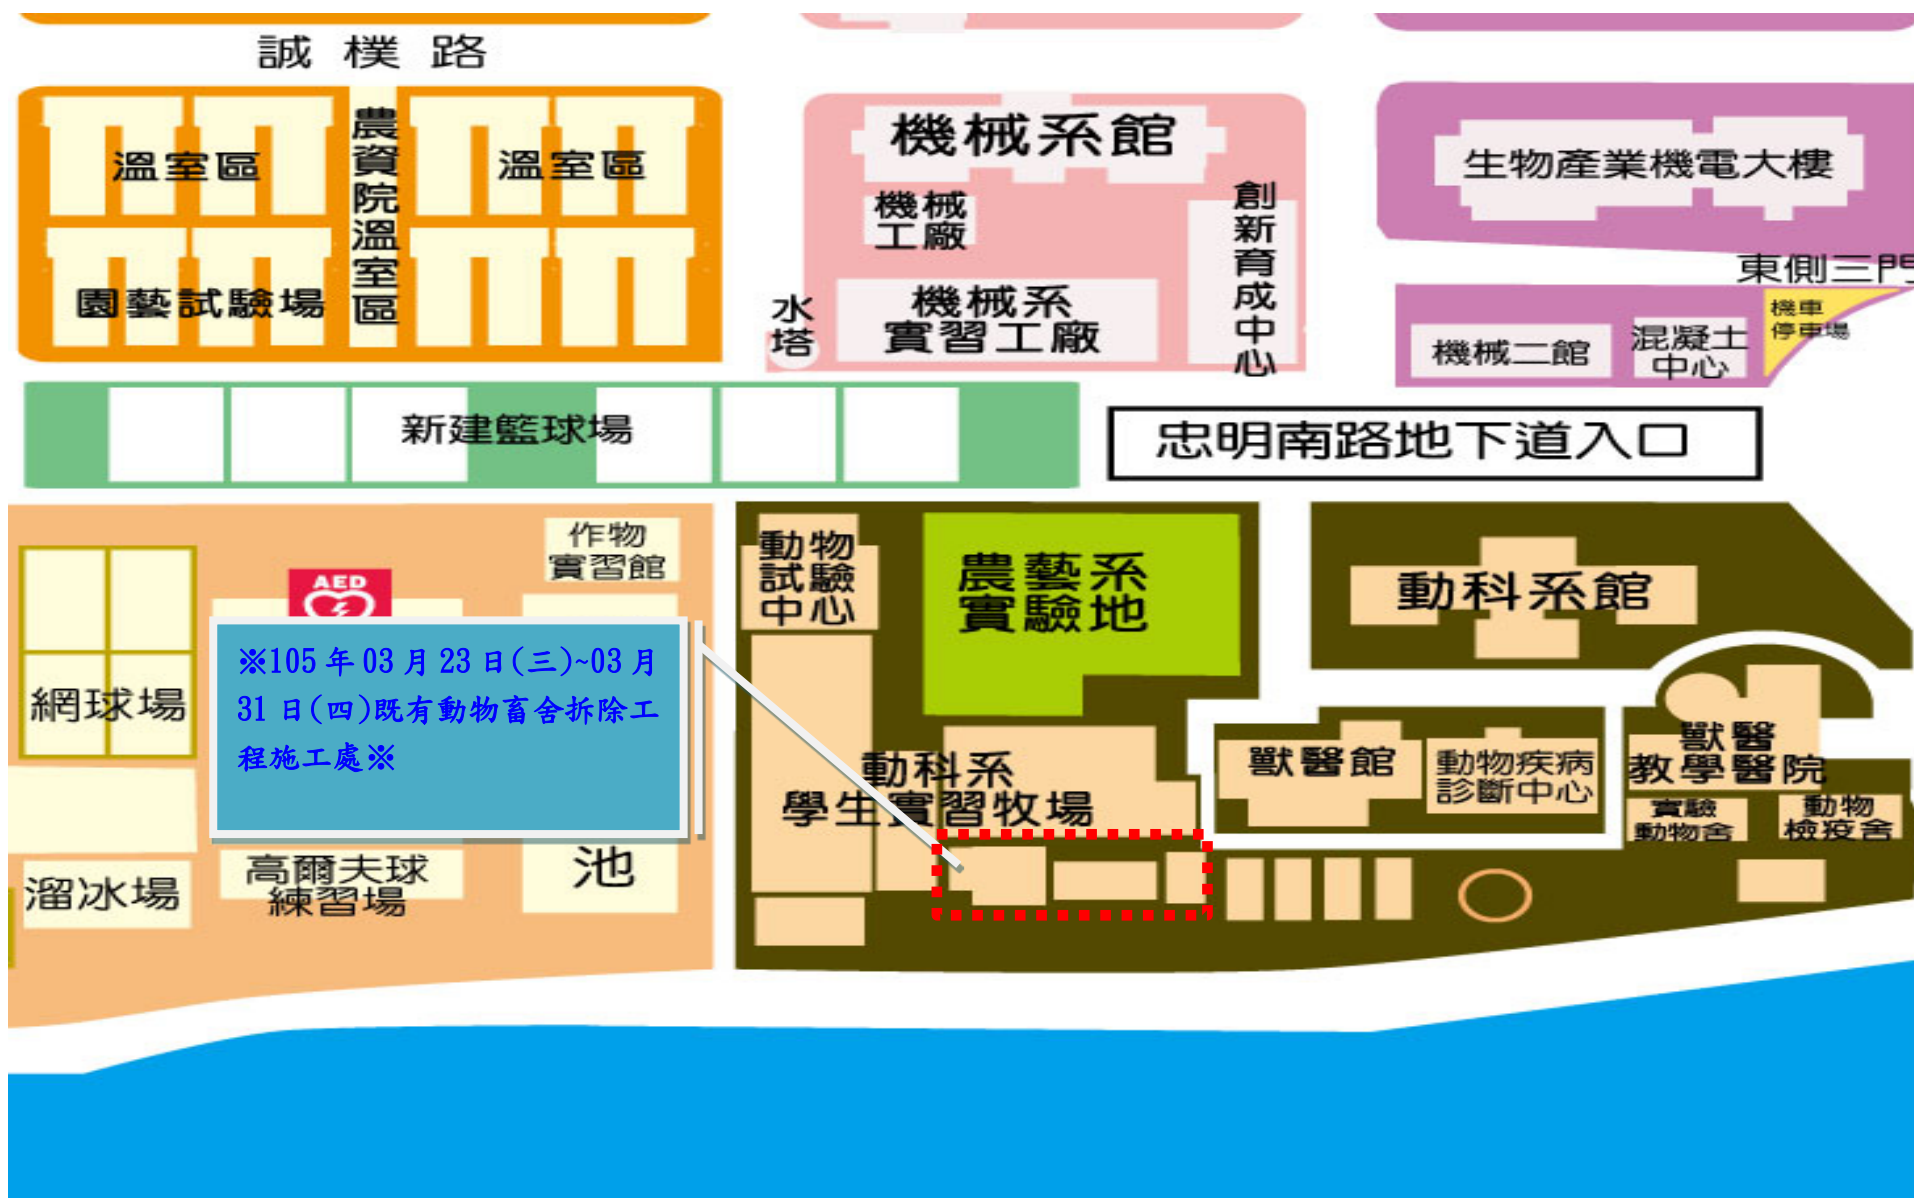 誠樸路
溫室區
農資院溫室區
溫室區
園藝試驗場
機械系館
機械
工廠
創新育成中心
水塔
機械系
實習工廠
生物產業機電大樓
東側三門
機車
停車場
機械二館
混凝土
中心
新建籃球場
忠明南路地下道入口
作物
實習館
AED
網球場
※105年03月23日(三)~03月
31日(四)既有動物畜舍拆除工
程施工處※
溜冰場
高爾夫球
練習場
池
動物
試驗
中心
農藝系
實驗地
動科系館
動科系
學生實習牧場
獸醫館
動物疾病
診斷中心
獸醫
教學醫院
實驗
動物舍
動物
檢疫舍